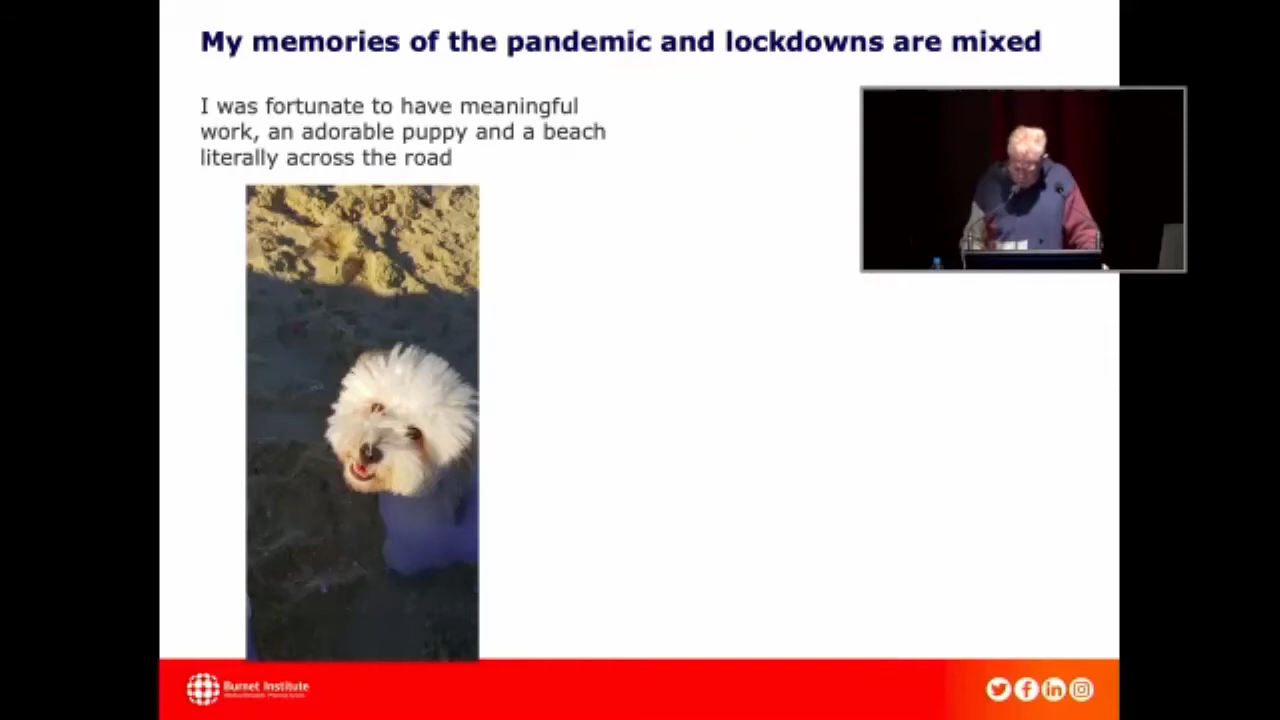 My memories of the pandemic and lockdowns are mixed
I was fortunate to have meaningful
work, an adorable puppy and a beach
literally across the road
Burnet Institute